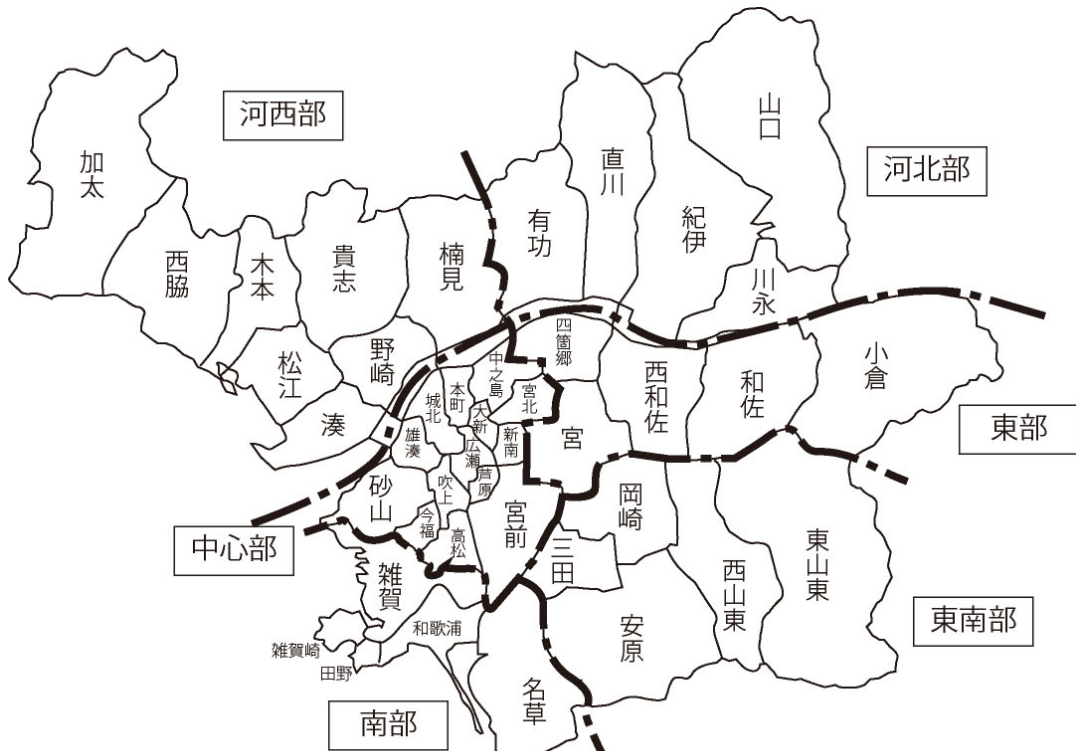 河西部
加太
西脇
木本
貴志
楠見
松江
野崎
湊
河北部
有功
直川
紀伊
山口
川永
東部
四箇郷
宮
西和佐
和佐
小倉
中心部
中之島
宮北
本町
城北
大新
新南
広瀬
雄湊
芦原
吹上
砂山
今福
高松
宮前
東南部
岡崎
三田
西山東
東山東
安原
南部
雑賀
和歌浦
雑賀崎
田野
名草